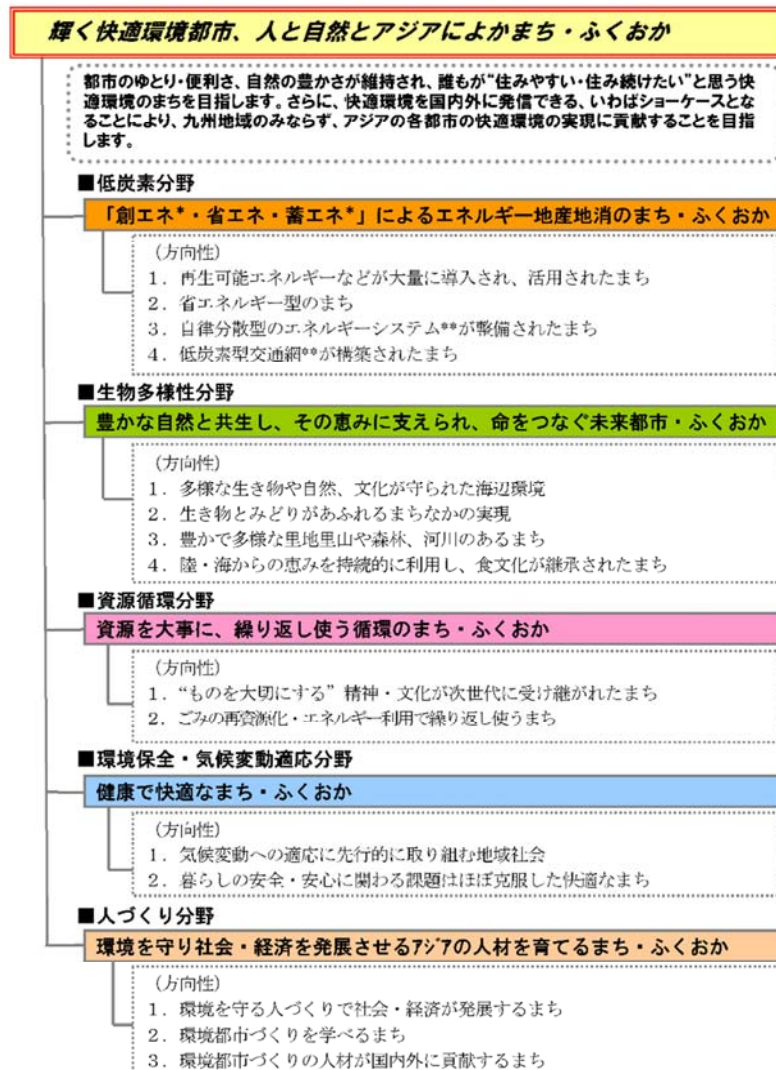 輝く快適環境都市、人と自然とアジアによかまち・ふくおか
都市のゆとり・便利さ、自然の豊かさが維持され、誰もが“住みやすい・住み続けたい”と思う快
適環境のまちを目指します。さらに、快適環境を国内外に発信できる、いわばショーケースとな
ることにより、九州地域のみならず、アジアの各都市の快適環境の実現に貢献することを目指
します。
■低炭素分野
「創エネ*・省エネ・蓄エネ*」によるエネルギー地産地消のまち・ふくおか
（方向性）
１．再生可能エネルギーなどが大量に導入され、活用されたまち
２．省エネルギー型のまち
３．自律分散型のエネルギーシステム**が整備されたまち
４．低炭素型交通網**が構築されたまち
■生物多様性分野
豊かな自然と共生し、その恵みに支えられ、命をつなぐ未来都市・ふくおか
（方向性）
１．多様な生き物や自然、文化が守られた海辺環境
２．生き物とみどりがあふれるまちなかの実現
３．豊かで多様な里地里山や森林、河川のあるまち
４．陸・海からの恵みを持続的に利用し、食文化が継承されたまち
■資源循環分野
資源を大事に、繰り返し使う循環のまち・ふくおか
（方向性）
１．“ものを大切にする”精神・文化が次世代に受け継がれたまち
２．ごみの再資源化・エネルギー利用で繰り返し使うまち
■環境保全・気候変動適応分野
健康で快適なまち・ふくおか
（方向性）
１．気候変動への適応に先行的に取り組む地域社会
２．暮らしの安全・安心に関わる課題はほぼ克服した快適なまち
■人づくり分野
環境を守り社会・経済を発展させるｱｼﾞｱの人材を育てるまち・ふくおか
（方向性）
１．環境を守る人づくりで社会・経済が発展するまち
２．環境都市づくりを学べるまち
３．環境都市づくりの人材が国内外に貢献するまち